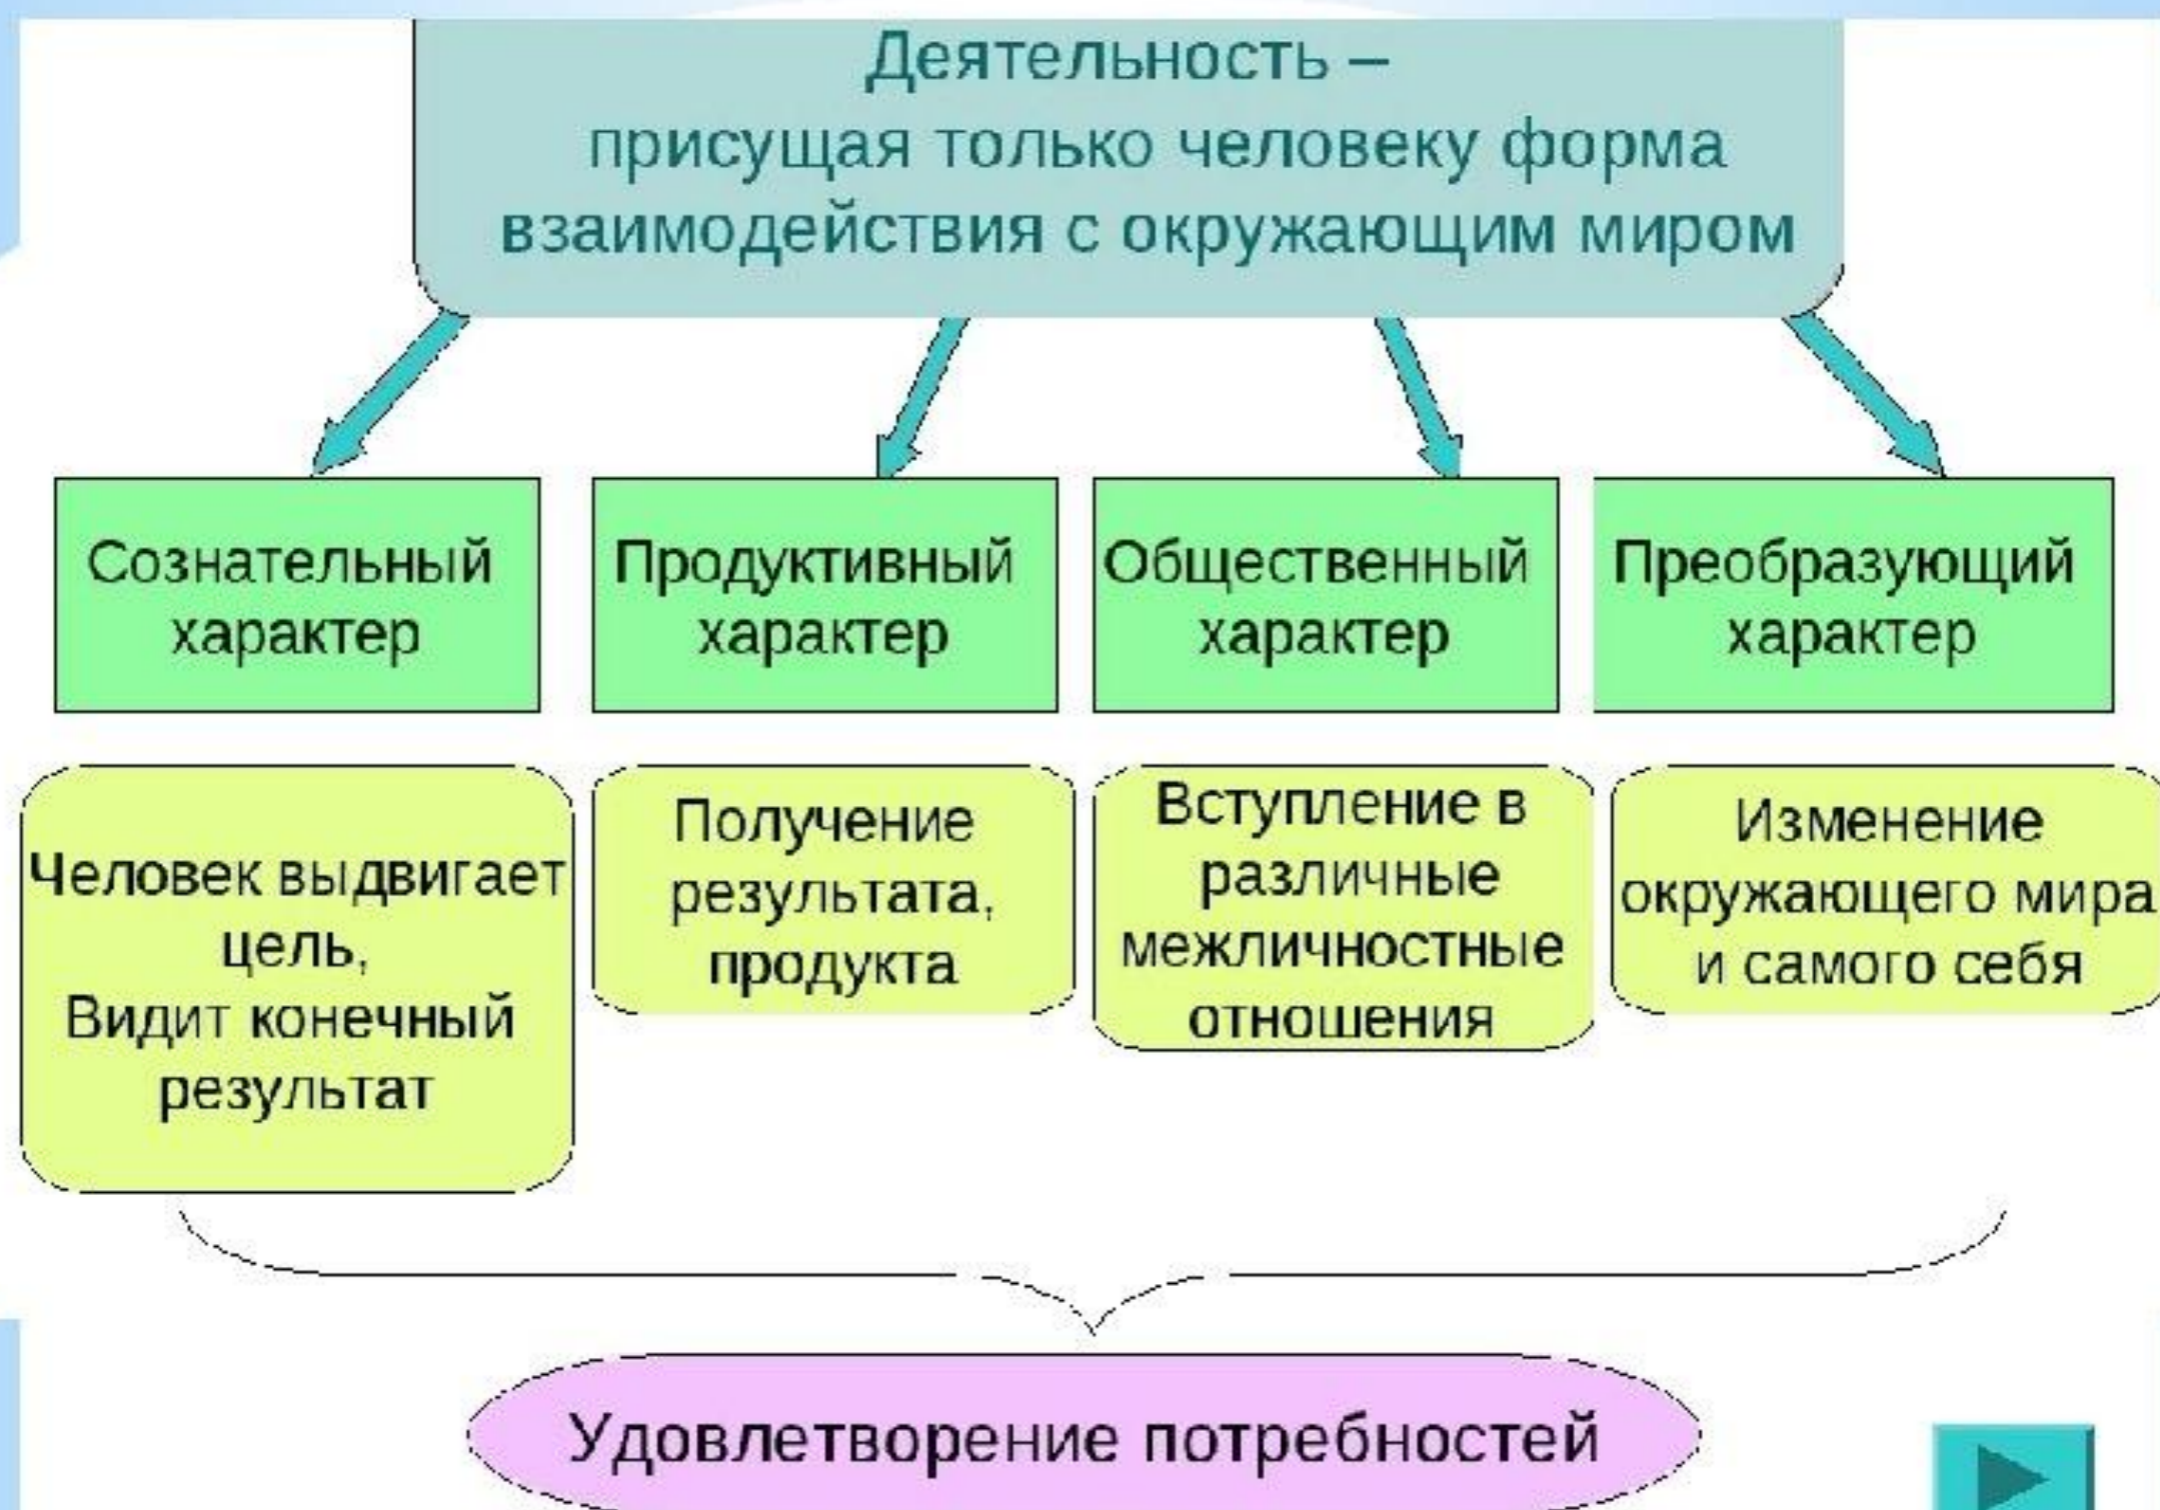 Деятельность –
присущая только человеку форма
взаимодействия с окружающим миром
Сознательный
характер
Продуктивный
характер
Общественный
характер
Преобразующий
характер
Человек выдвигает
цель,
Видит конечный
результат
Получение
результата,
продукта
Вступление в
различные
межличностные
отношения
Изменение
окружающего мира
и самого себя
Удовлетворение потребностей